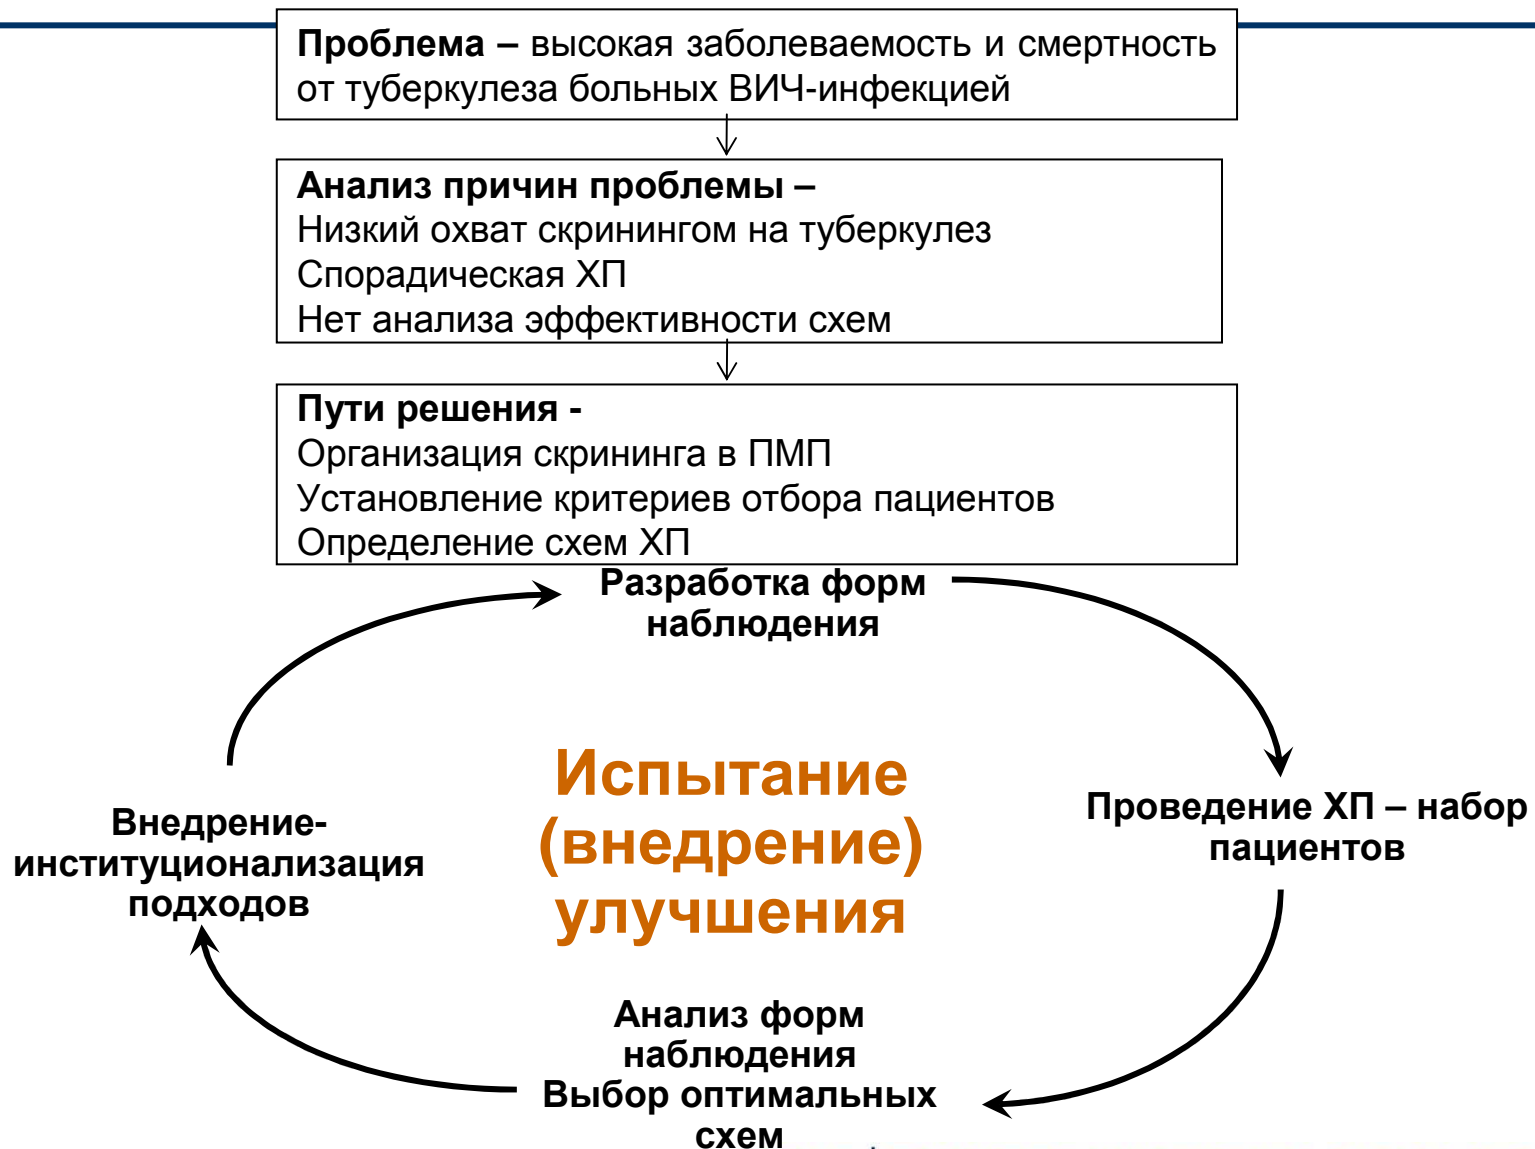 Проблема – высокая заболеваемость и смертность
от туберкулеза больных ВИЧ-инфекцией
Анализ причин проблемы –
Низкий охват скринингом на туберкулез
Спорадическая ХП
Нет анализа эффективности схем
Пути решения -
Организация скрининга в ПМП
Установление критериев отбора пациентов
Определение схем ХП
Разработка форм
наблюдения
Проведение ХП – набор
пациентов
Испытание
(внедрение)
улучшения
Анализ форм
наблюдения
Выбор оптимальных
схем
Внедрение-
институционализация
подходов